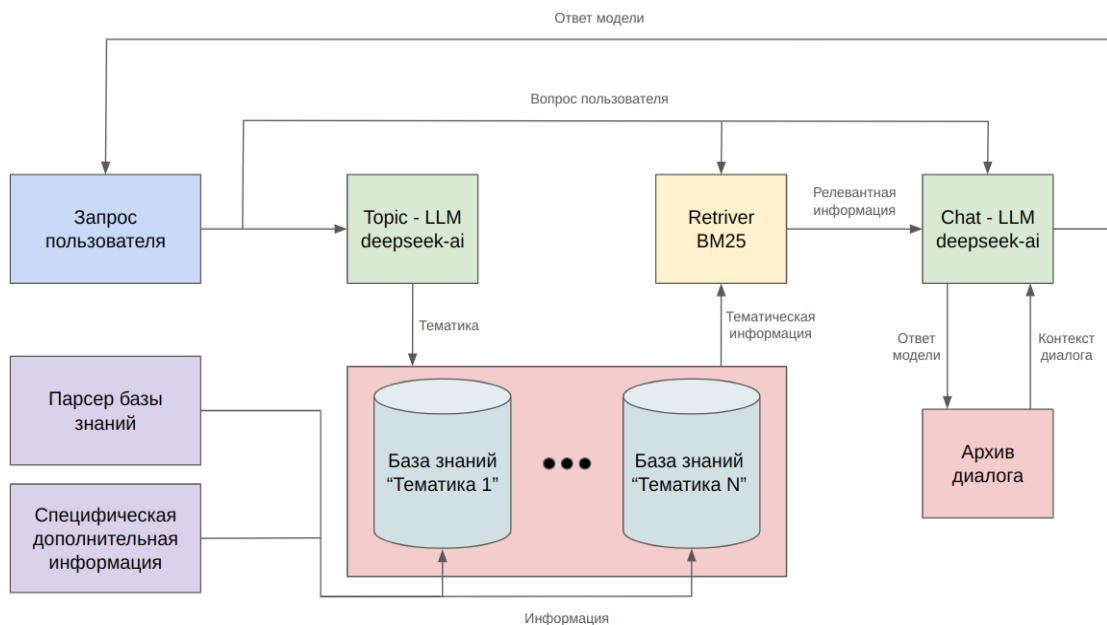 Ответ модели
Вопрос пользователя
Запрос
пользователя
Topic - LLM
deepseek-ai
Retriver
BM25
Релевантная
информация
Chat - LLM
deepseek-ai
Тематика
Тематическая
информация
Ответ
модели
Контекст
диалога
Парсер базы
знаний
База знаний
“Тематика 1”
База знаний
“Тематика N”
Архив
диалога
Специфическая
дополнительная
информация
Информация